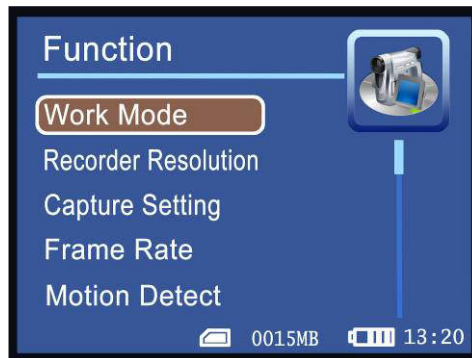 Function
Work Mode
Recorder Resolution
Capture Setting
Frame Rate
Motion Detect
0015MB 13:20